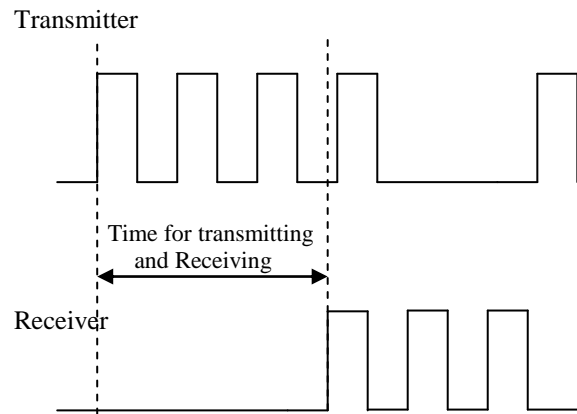 Transmitter
Time for transmitting
and Receiving
Receiver